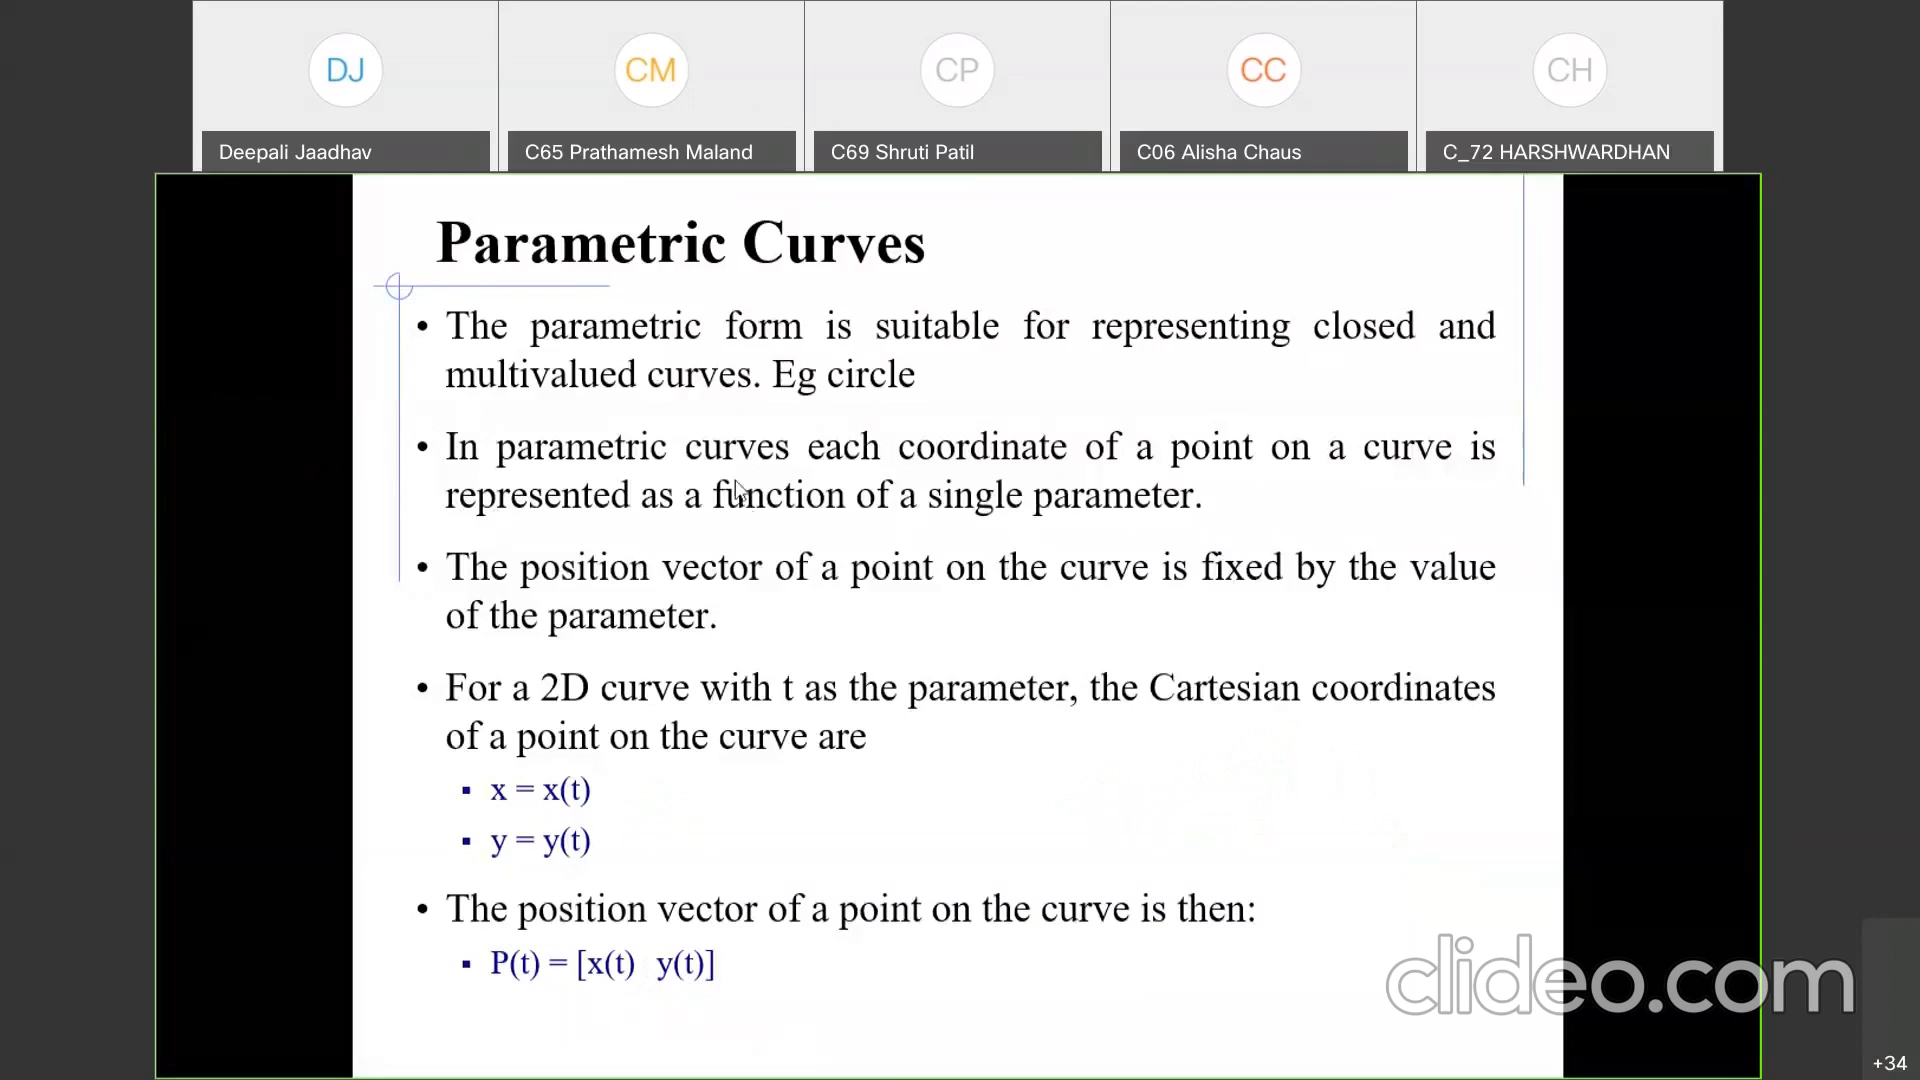 DJ
CM
CP
CC
CH
Deepali Jaadhav
C65 Prathamesh Maland
C69 Shruti Patil
C06 Alisha Chaus
C_72 HARSHWARDHAN
Parametric Curves
• The parametric form is suitable for representing closed and
multivalued curves. Eg circle
• In parametric curves each coordinate of a point on a curve is
represented as a function of a single parameter.
• The position vector of a point on the curve is fixed by the value
of the parameter.
• For a 2D curve with t as the parameter, the Cartesian coordinates
of a point on the curve are
▪ x = x(t)
▪ y = y(t)
• The position vector of a point on the curve is then:
▪ P(t) = [x(t) y(t)]
clideo.com
+34